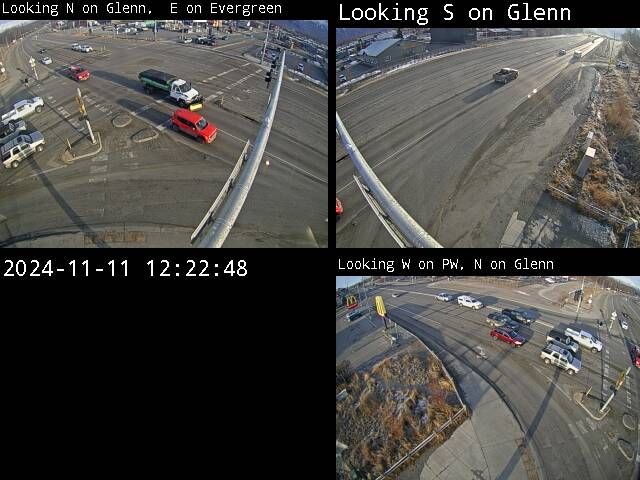 Looking N on Glenn,  E on Evergreen
Looking S on Glenn
2024-11-11 12:22:48
Looking W on PW, N on Glenn